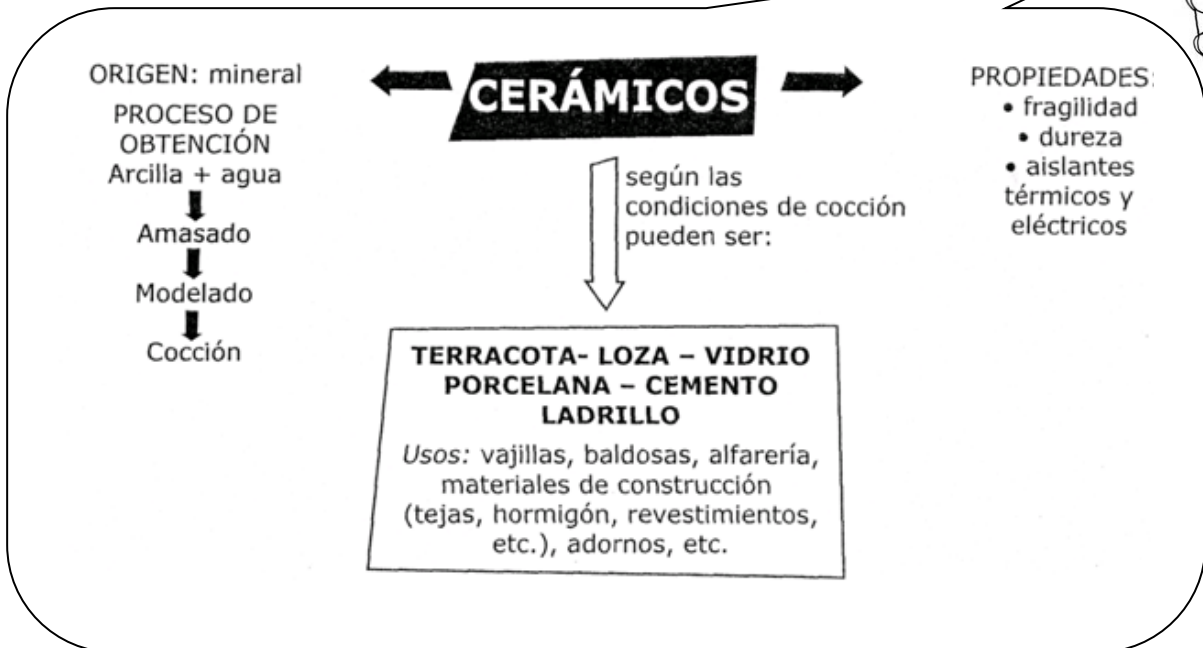 ORIGEN: mineral
PROCESO DE
OBTENCIÓN
Arcilla + agua
Amasado
Modelado
Cocción
CERÁMICOS
según las
condiciones de cocción
pueden ser:
PROPIEDADES:
• fragilidad
• dureza
• aislantes
térmicos y
eléctricos
TERRACOTA- LOZA – VIDRIO
PORCELANA – CEMENTO
LADRILLO
Usos: vajillas, baldosas, alfarería,
materiales de construcción
(tejas, hormigón, revestimientos,
etc.), adornos, etc.